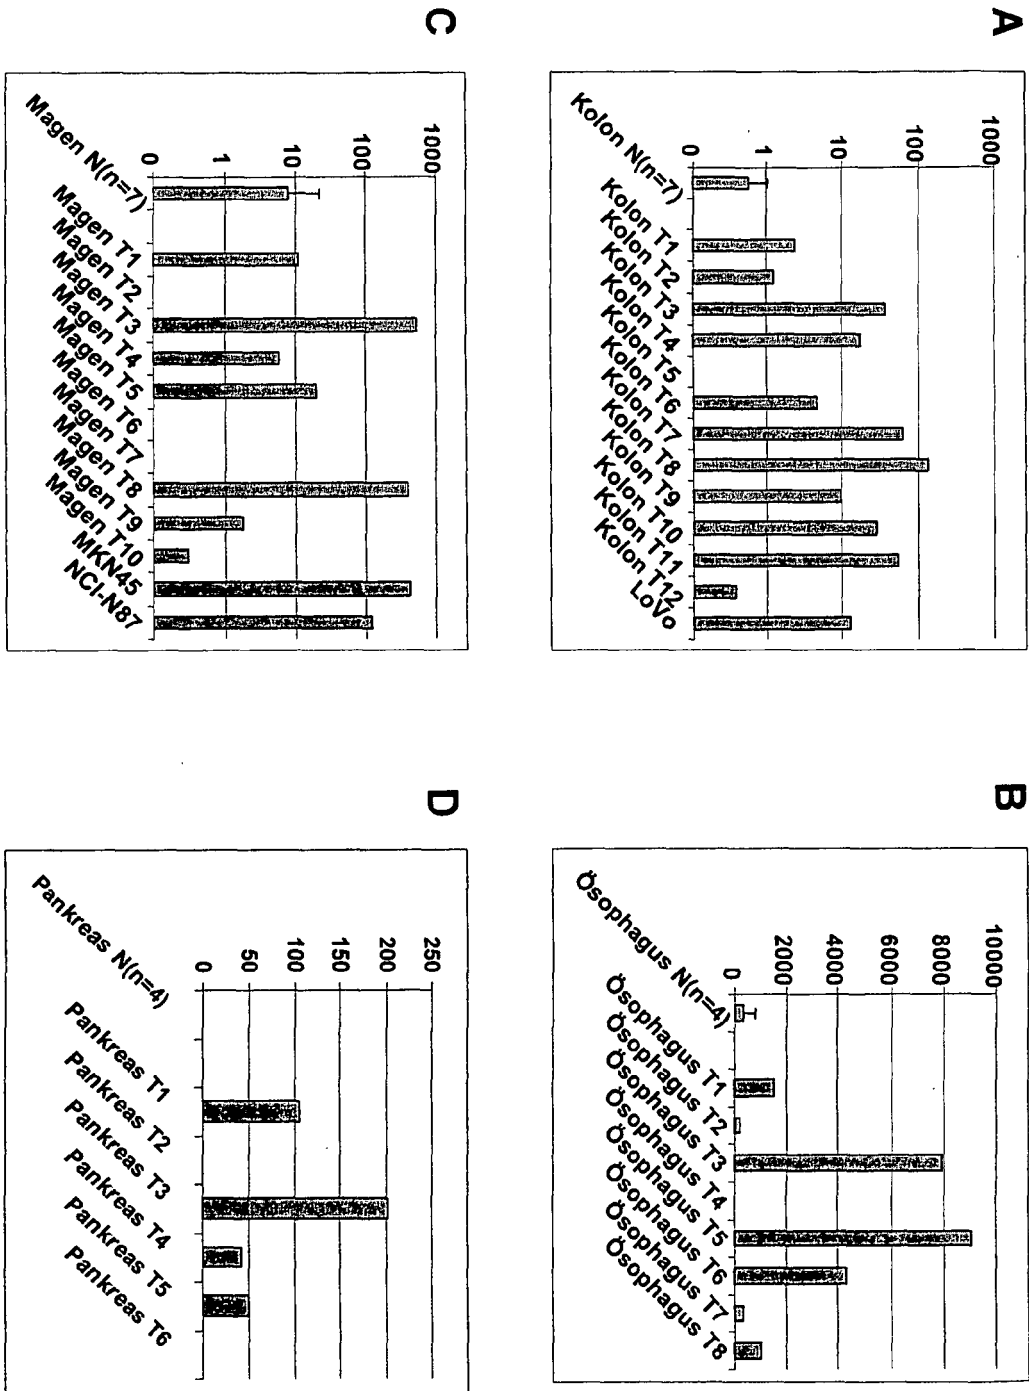 A
1000
100
10
1
0
Kolon N(n=7)
Kolon T1
Kolon T2
Kolon T3
Kolon T4
Kolon T5
Kolon T6
Kolon T7
Kolon T8
Kolon T9
Kolon T10
Kolon T11
Kolon T12
LoVo
B
10000
8000
6000
4000
2000
0
Ösophagus N(n=4)
Ösophagus T1
Ösophagus T2
Ösophagus T3
Ösophagus T4
Ösophagus T5
Ösophagus T6
Ösophagus T7
Ösophagus T8
C
1000
100
10
1
0
Magen N(n=7)
Magen T1
Magen T2
Magen T3
Magen T4
Magen T5
Magen T6
Magen T7
Magen T8
Magen T9
Magen T10
MKN45
NCI-N87
D
250
200
150
100
50
0
Pankreas N(n=4)
Pankreas T1
Pankreas T2
Pankreas T3
Pankreas T4
Pankreas T5
Pankreas T6